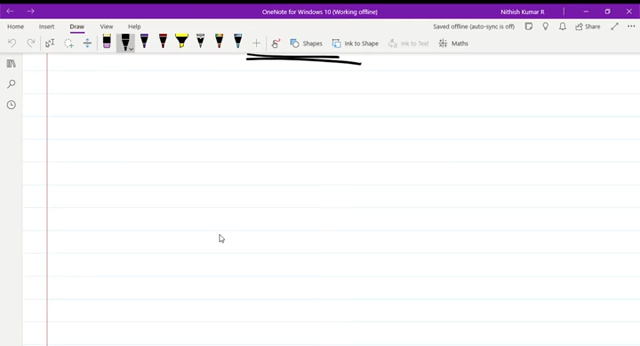 OneNote for Windows 10 (Working offline)
Nithish Kumar R
Home Insert Draw View Help
Saved offline (auto-sync is off)
Share
Shapes
Ink to Shape
Ink to Text
Maths